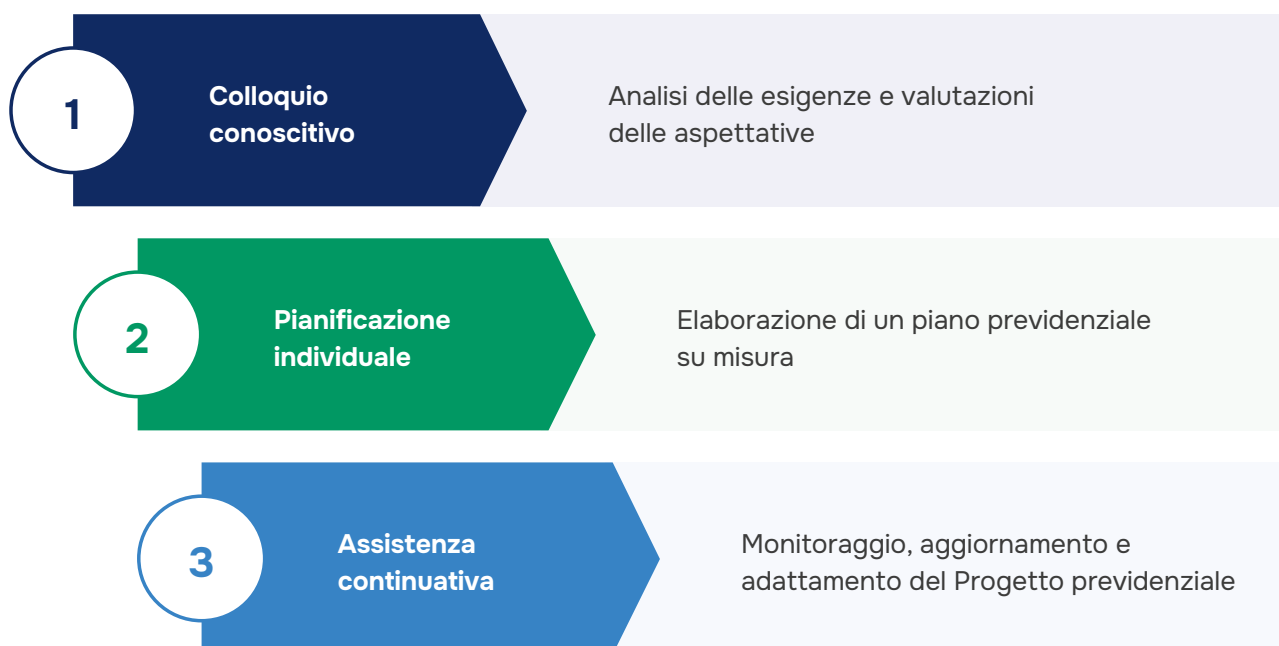 1
Colloquio
conoscitivo
Analisi delle esigenze e valutazioni
delle aspettative
2
Pianificazione
individuale
Elaborazione di un piano previdenziale
su misura
3
Assistenza
continuativa
Monitoraggio, aggiornamento e
adattamento del Progetto previdenziale